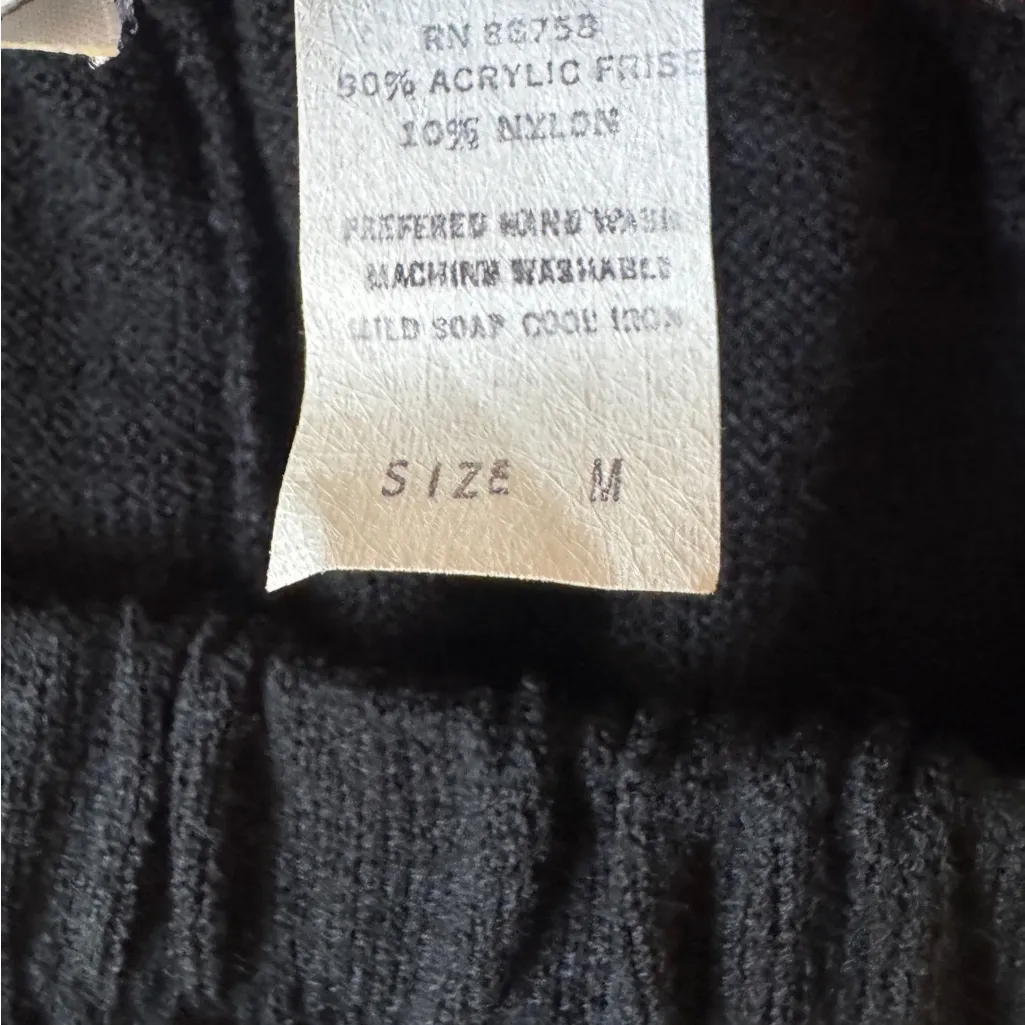 RN 86758
90% ACRYLIC FRISE
10% NYLON
PREFERED HAND WASH
MACHINE WASHABLE
MILD SOAP COOL IRON
SIZE M